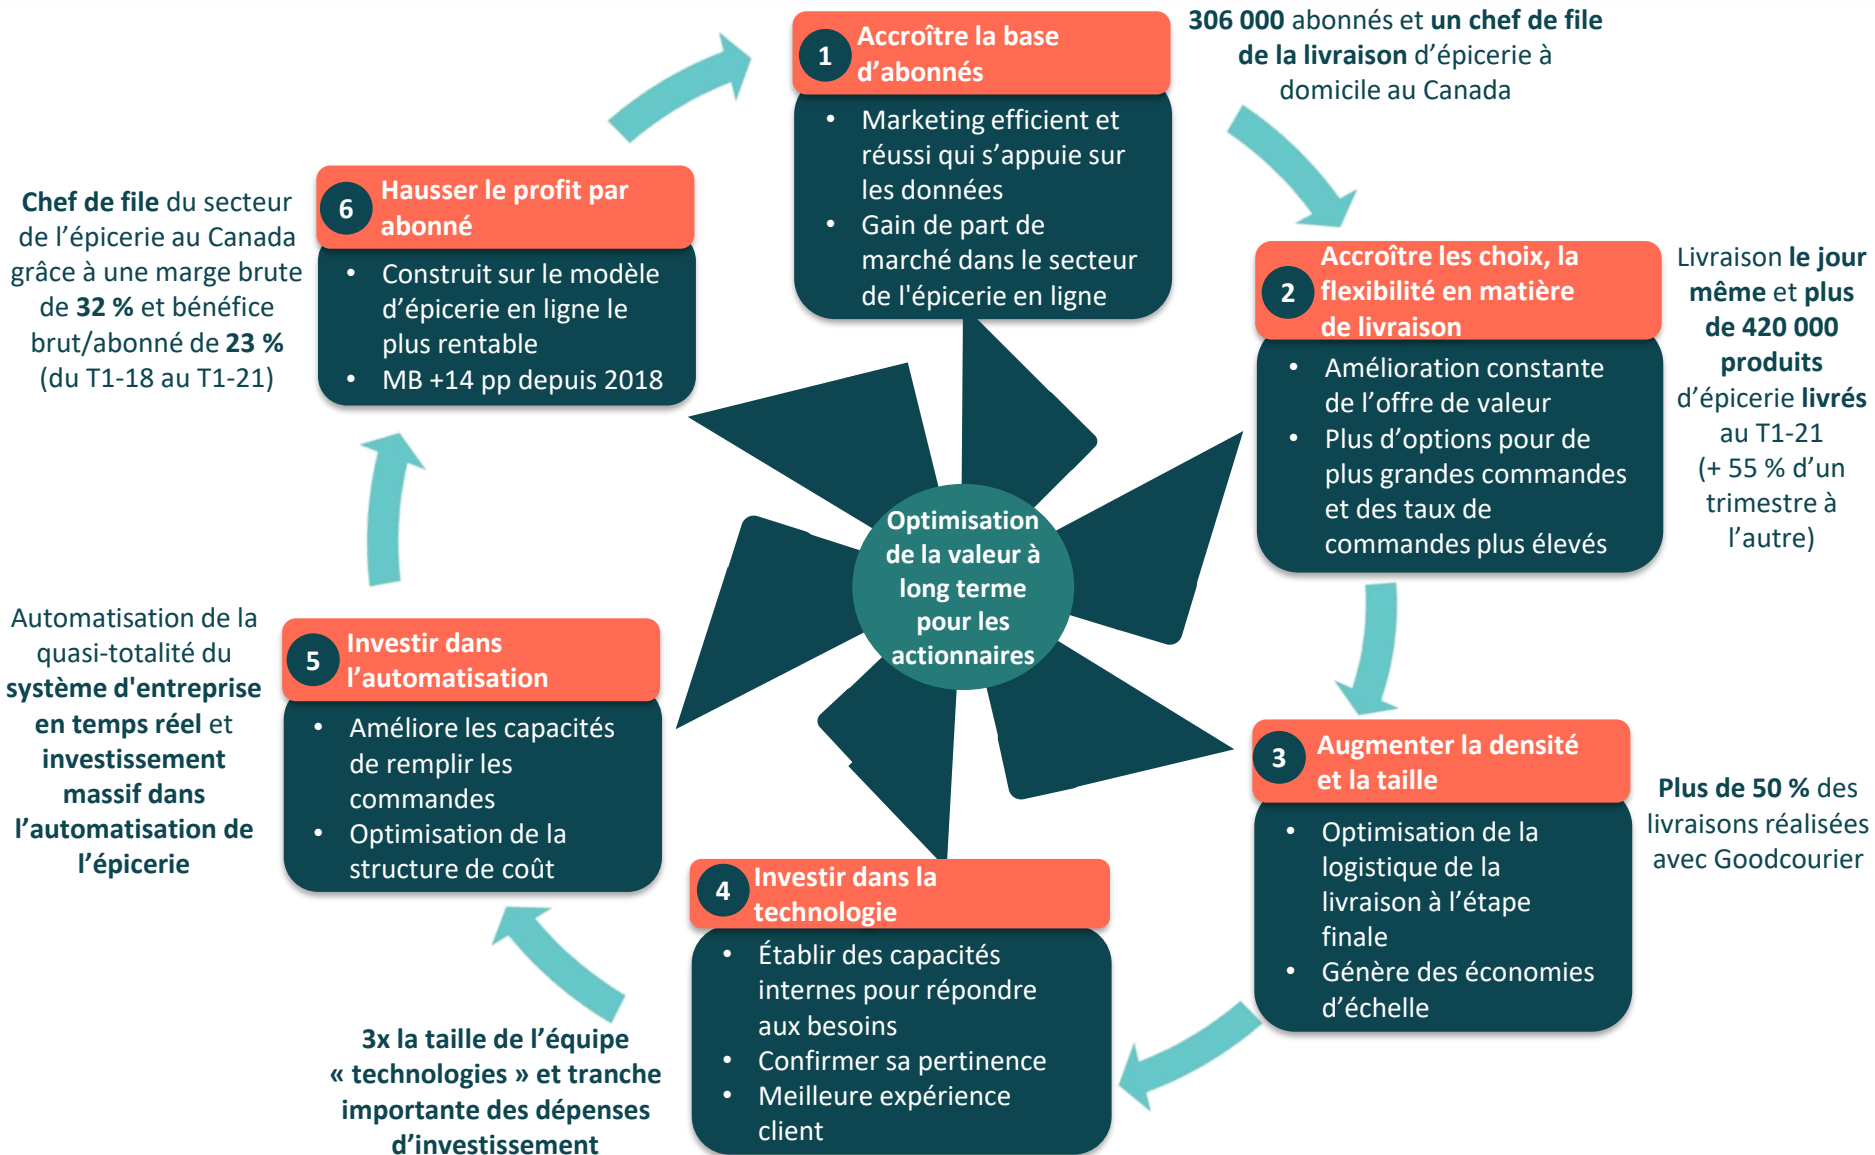 1
Accroître la base
d’abonnés
• Marketing efficient et
réussi qui s’appuie sur
les données
• Gain de part de
marché dans le secteur
de l'épicerie en ligne
306 000 abonnés et un chef de file
de la livraison d’épicerie à
domicile au Canada
2
Accroître les choix, la
flexibilité en matière
de livraison
• Amélioration constante
de l’offre de valeur
• Plus d’options pour de
plus grandes commandes
et des taux de
commandes plus élevés
Livraison le jour
même et plus
de 420 000
produits
d’épicerie livrés
au T1-21
(+ 55 % d’un
trimestre à
l’autre)
3
Augmenter la densité
et la taille
• Optimisation de la
logistique de la
livraison à l’étape
finale
• Génère des économies
d’échelle
Plus de 50 % des
livraisons réalisées
avec Goodcourier
4
Investir dans la
technologie
• Établir des capacités
internes pour répondre
aux besoins
• Confirmer sa pertinence
• Meilleure expérience
client
3x la taille de l’équipe
« technologies » et tranche
importante des dépenses
d’investissement
5
Investir dans
l’automatisation
• Améliore les capacités
de remplir les
commandes
• Optimisation de la
structure de coût
Automatisation de la
quasi-totalité du
système d'entreprise
en temps réel et
investissement
massif dans
l’automatisation de
l’épicerie
6
Hausser le profit par
abonné
• Construit sur le modèle
d’épicerie en ligne le
plus rentable
• MB +14 pp depuis 2018
Chef de file du secteur
de l’épicerie au Canada
grâce à une marge brute
de 32 % et bénéfice
brut/abonné de 23 %
(du T1-18 au T1-21)
Optimisation
de la valeur à
long terme
pour les
actionnaires